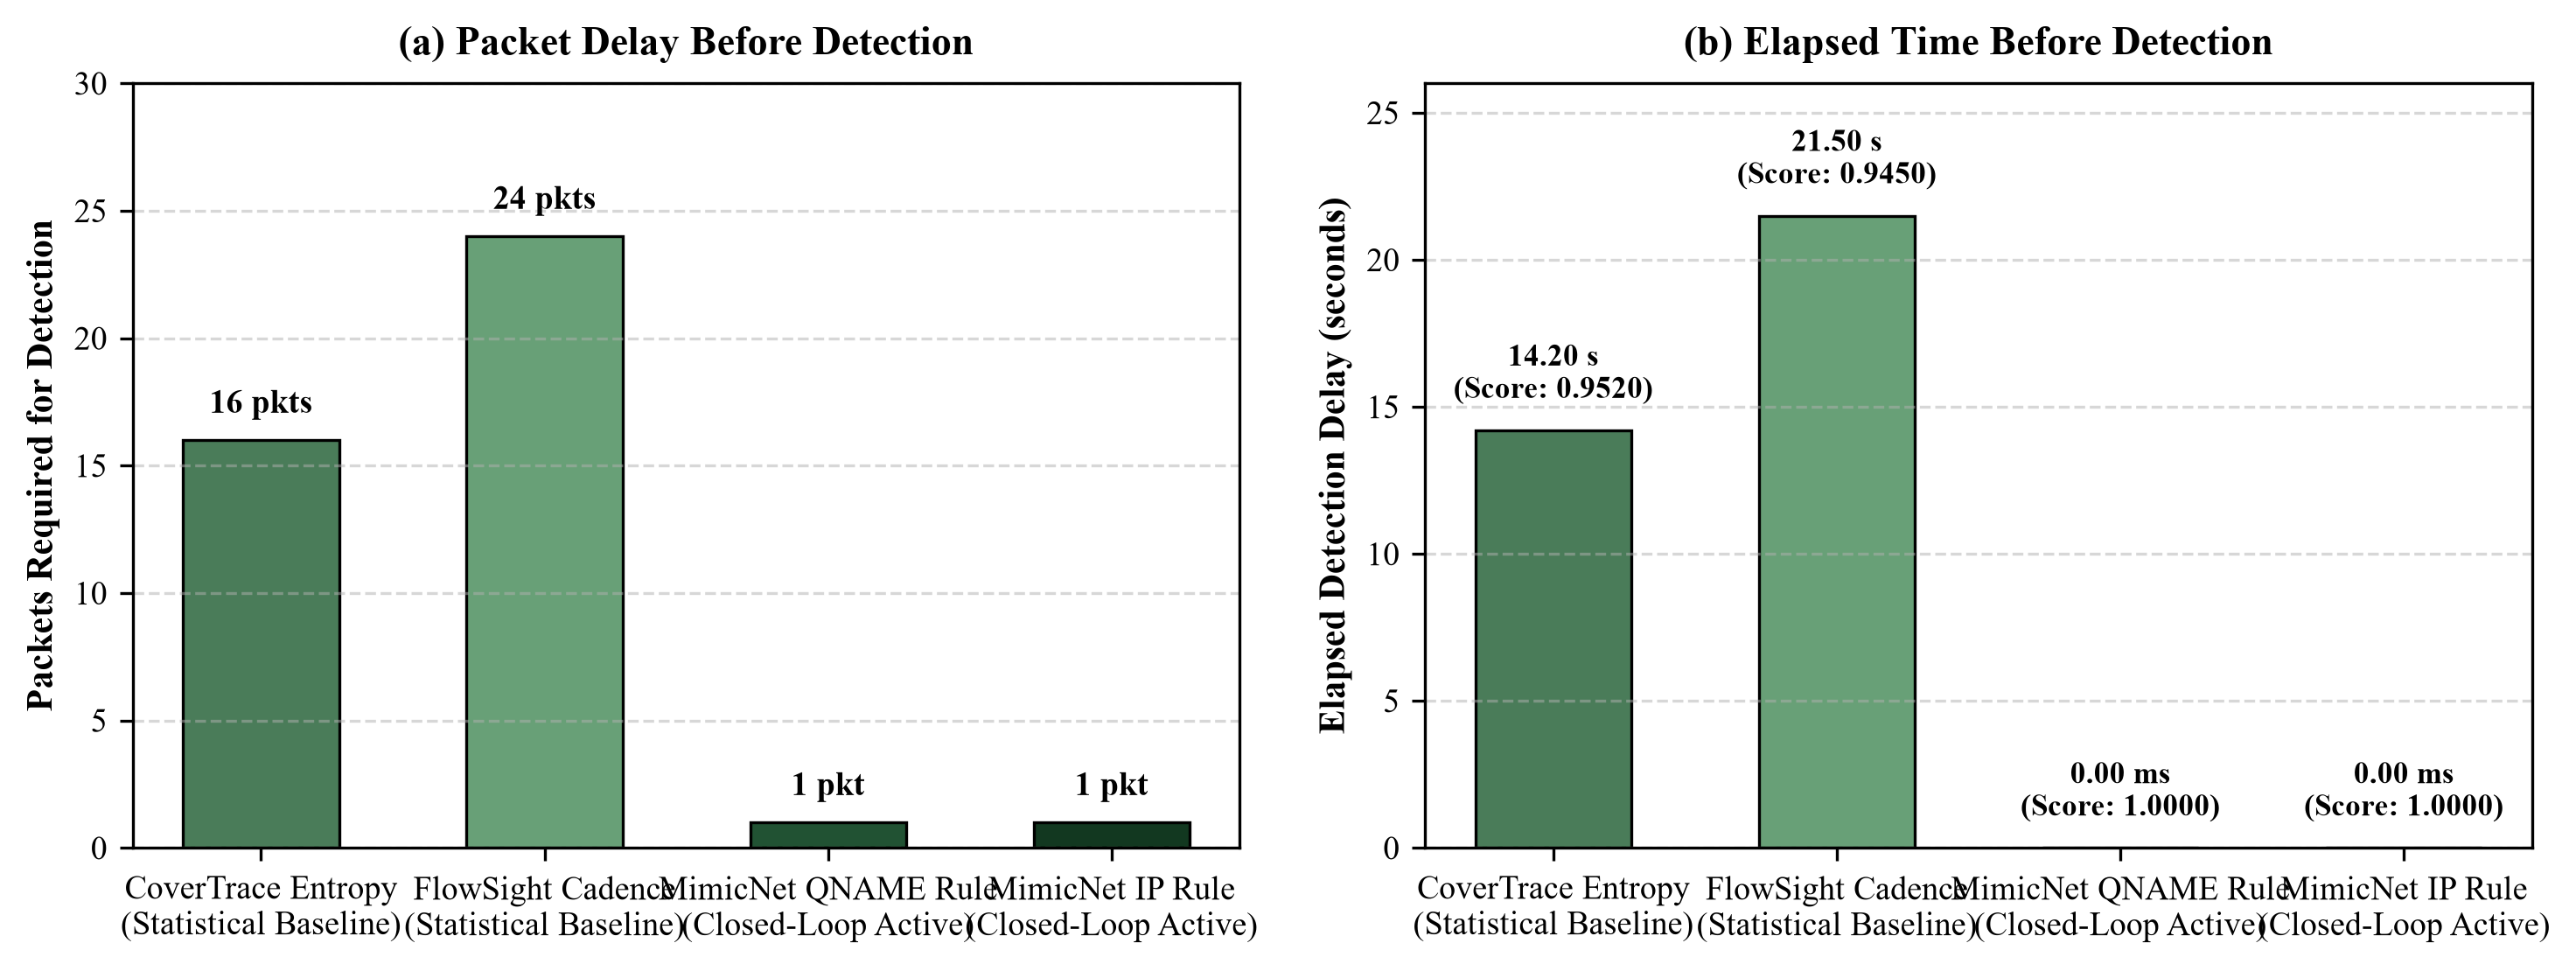 (a) Packet Delay Before Detection
Packets Required for Detection
30
25
20
15
10
5
0
16 pkts
24 pkts
1 pkt
1 pkt
CoverTrace Entropy
(Statistical Baseline)
FlowSight Cadence
(Statistical Baseline)
MimicNet QNAME Rule
(Closed-Loop Active)
MimicNet IP Rule
(Closed-Loop Active)
(b) Elapsed Time Before Detection
Elapsed Detection Delay (seconds)
25
20
15
10
5
0
14.20 s
(Score: 0.9520)
21.50 s
(Score: 0.9450)
0.00 ms
(Score: 1.0000)
0.00 ms
(Score: 1.0000)
CoverTrace Entropy
(Statistical Baseline)
FlowSight Cadence
(Statistical Baseline)
MimicNet QNAME Rule
(Closed-Loop Active)
MimicNet IP Rule
(Closed-Loop Active)